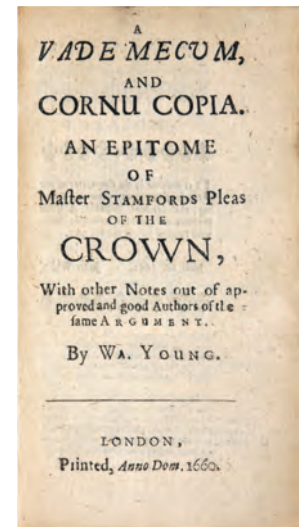 A
VADE MECVM,
AND
CORNU COPIA.
AN EPITOME
OF
Maſter STAMFORDS Pleas
OF THE
CROWN,
With other Notes out of ap-
proved and good Authors of the
ſame ARGUMENT.
By WA. YOUNG.
LONDON,
Printed, Anno Dom. 1660.